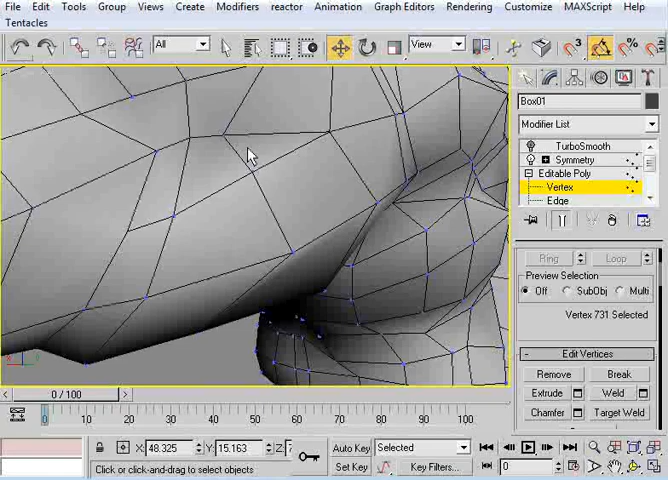 File Edit Tools Group Views Create Modifiers reactor Animation Graph Editors Rendering Customize MAXScript Help
Tentacles
All View
Box01
Modifier List
TurboSmooth
Symmetry
Editable Poly
Vertex
Edge
Ring Loop
Preview Selection
Off SubObj Multi
Vertex 731 Selected
Edit Vertices
Remove Break
Extrude Weld
Chamfer Target Weld
0 / 100
0 10 20 30 40 50 60 70 80 90 100
X: 48.325 Y: 15.163 Z:
Auto Key Selected
Click or click-and-drag to select objects
Set Key Key Filters... 0